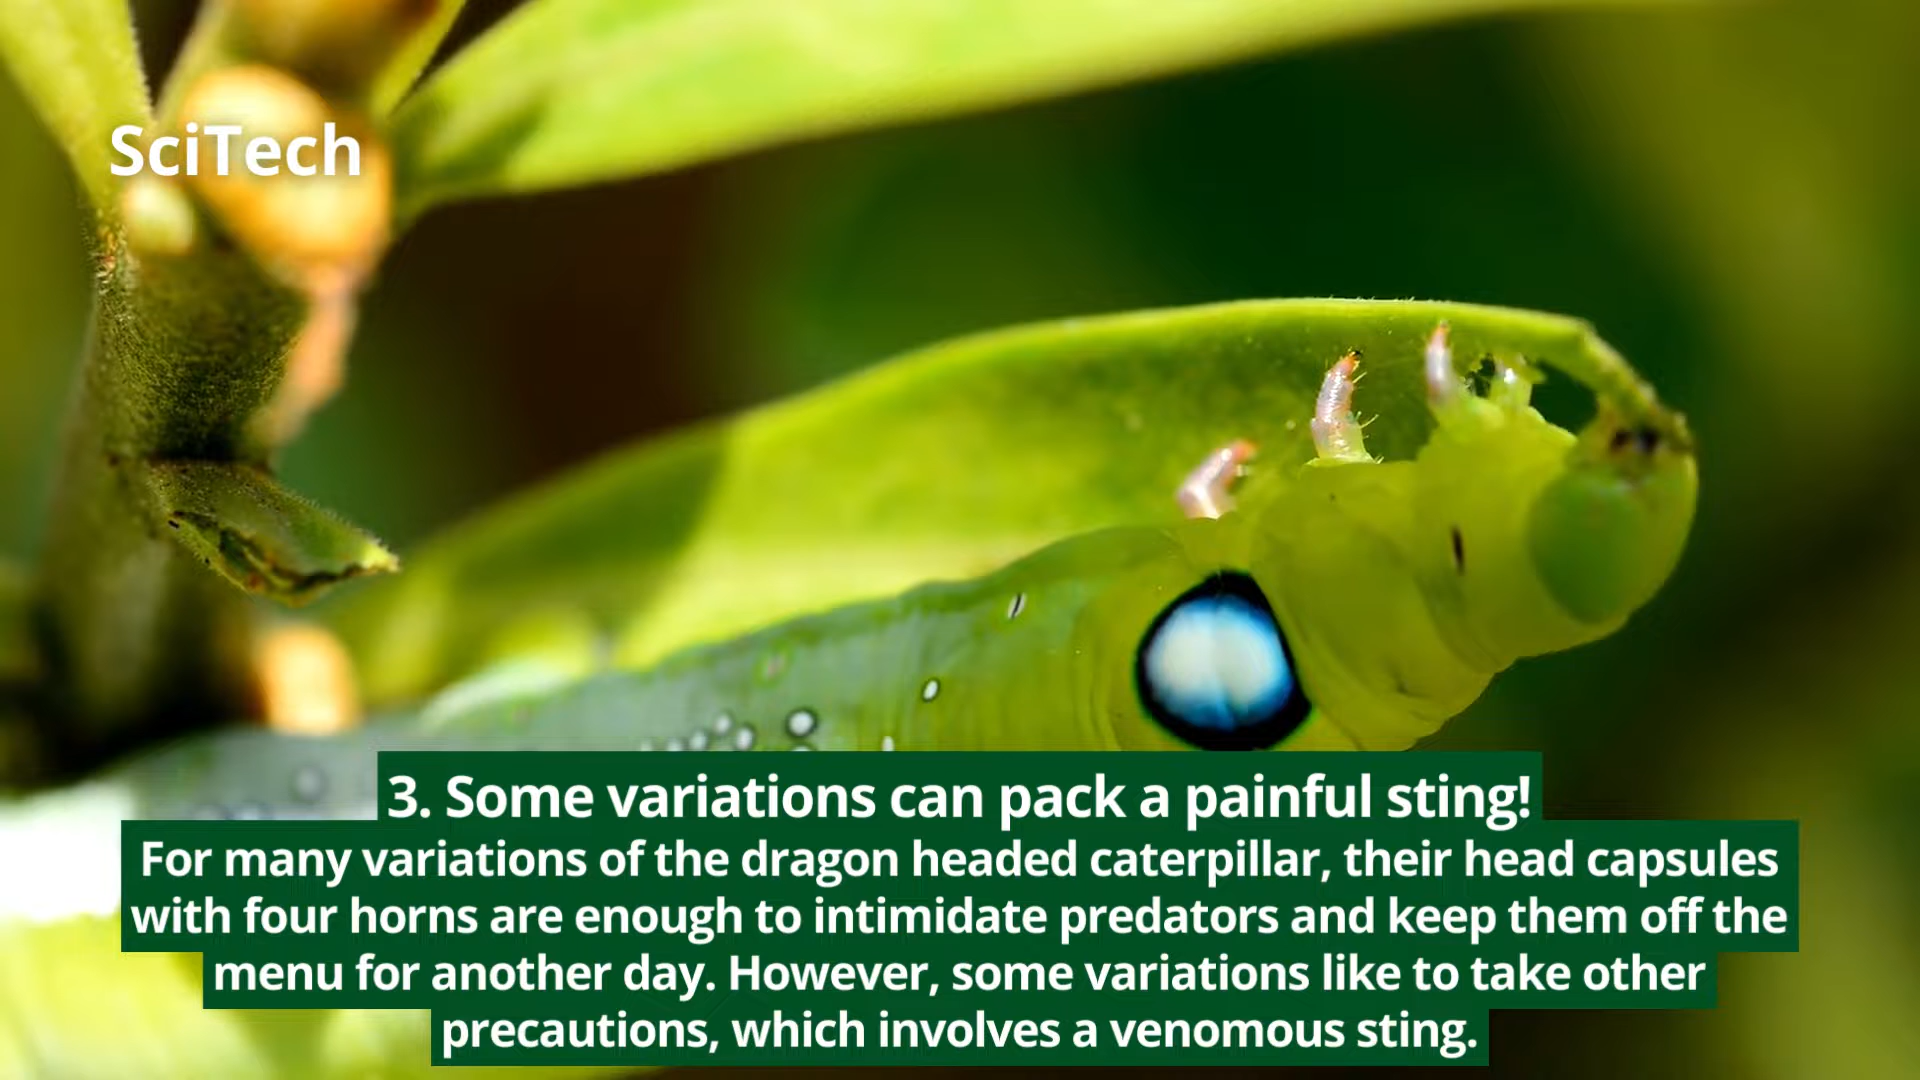 SciTech
3. Some variations can pack a painful sting!
For many variations of the dragon headed caterpillar, their head capsules
with four horns are enough to intimidate predators and keep them off the
menu for another day. However, some variations like to take other
precautions, which involves a venomous sting.